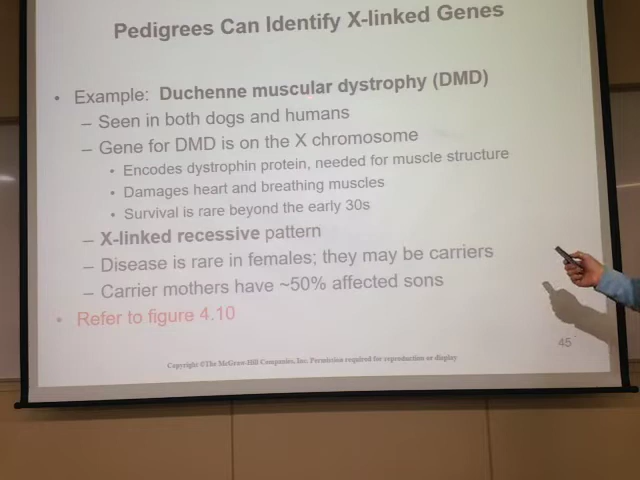 Pedigrees Can Identify X-linked Genes
• Example: Duchenne muscular dystrophy (DMD)
– Seen in both dogs and humans
– Gene for DMD is on the X chromosome
• Encodes dystrophin protein, needed for muscle structure
• Damages heart and breathing muscles
• Survival is rare beyond the early 30s
– X-linked recessive pattern
– Disease is rare in females; they may be carriers
– Carrier mothers have ~50% affected sons
• Refer to figure 4.10
45
Copyright ©The McGraw-Hill Companies, Inc. Permission required for reproduction or display